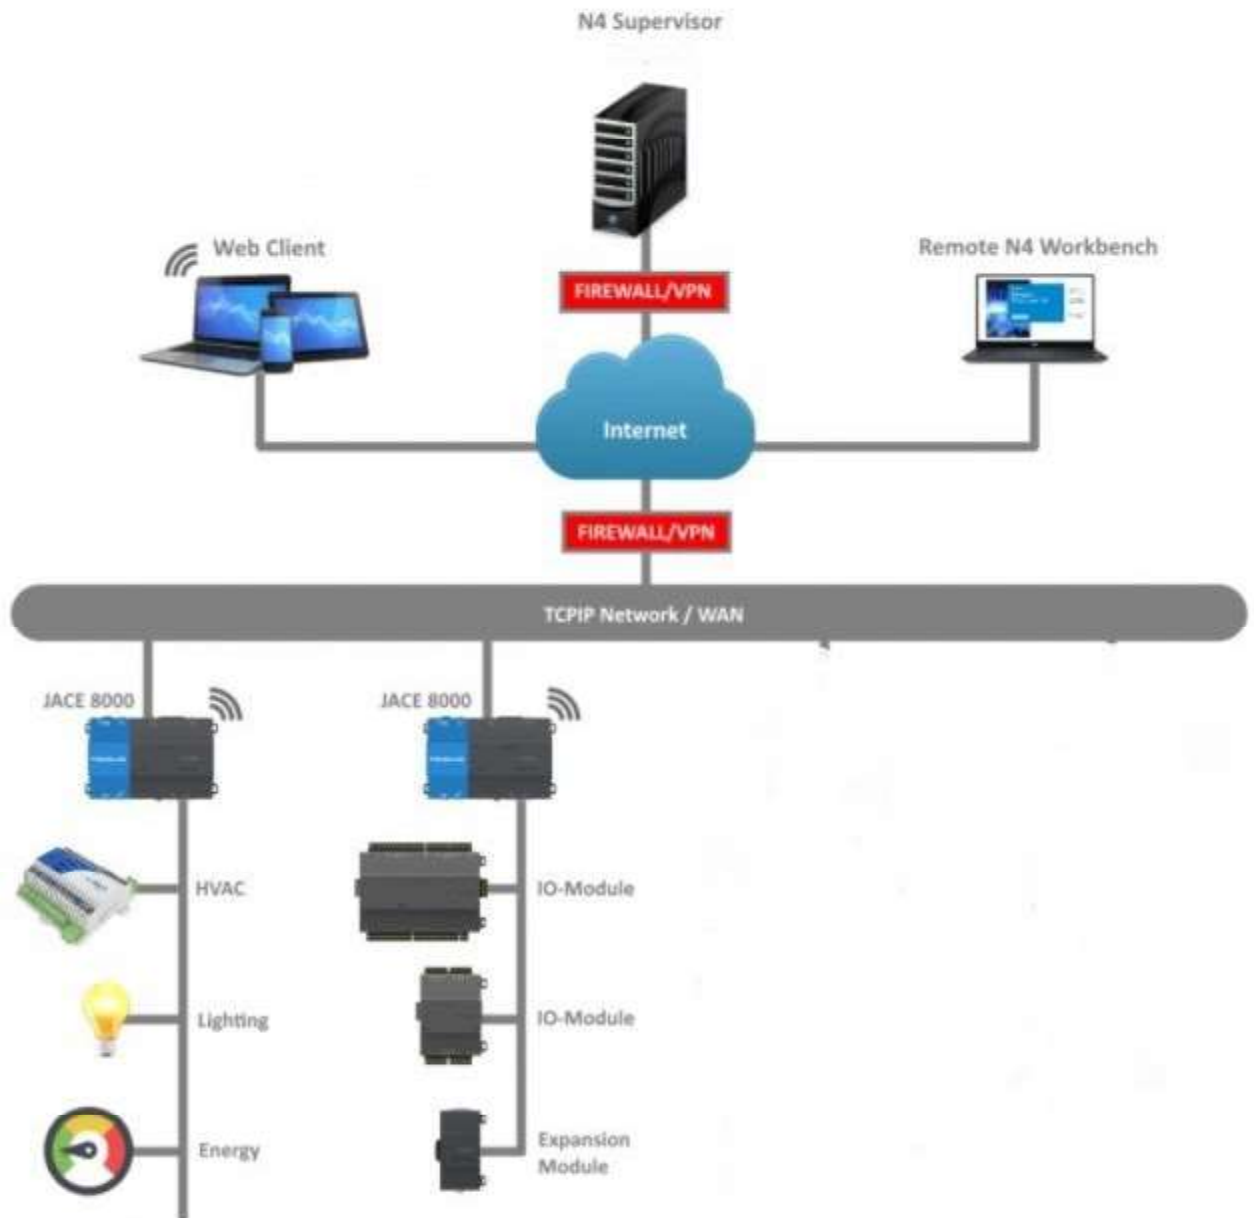 N4 Supervisor
Web Client
Remote N4 Workbench
FIREWALL/VPN
Internet
FIREWALL/VPN
TCPIP Network / WAN
JACE 8000
JACE 8000
HVAC
IO-Module
Lighting
IO-Module
Energy
Expansion
Module